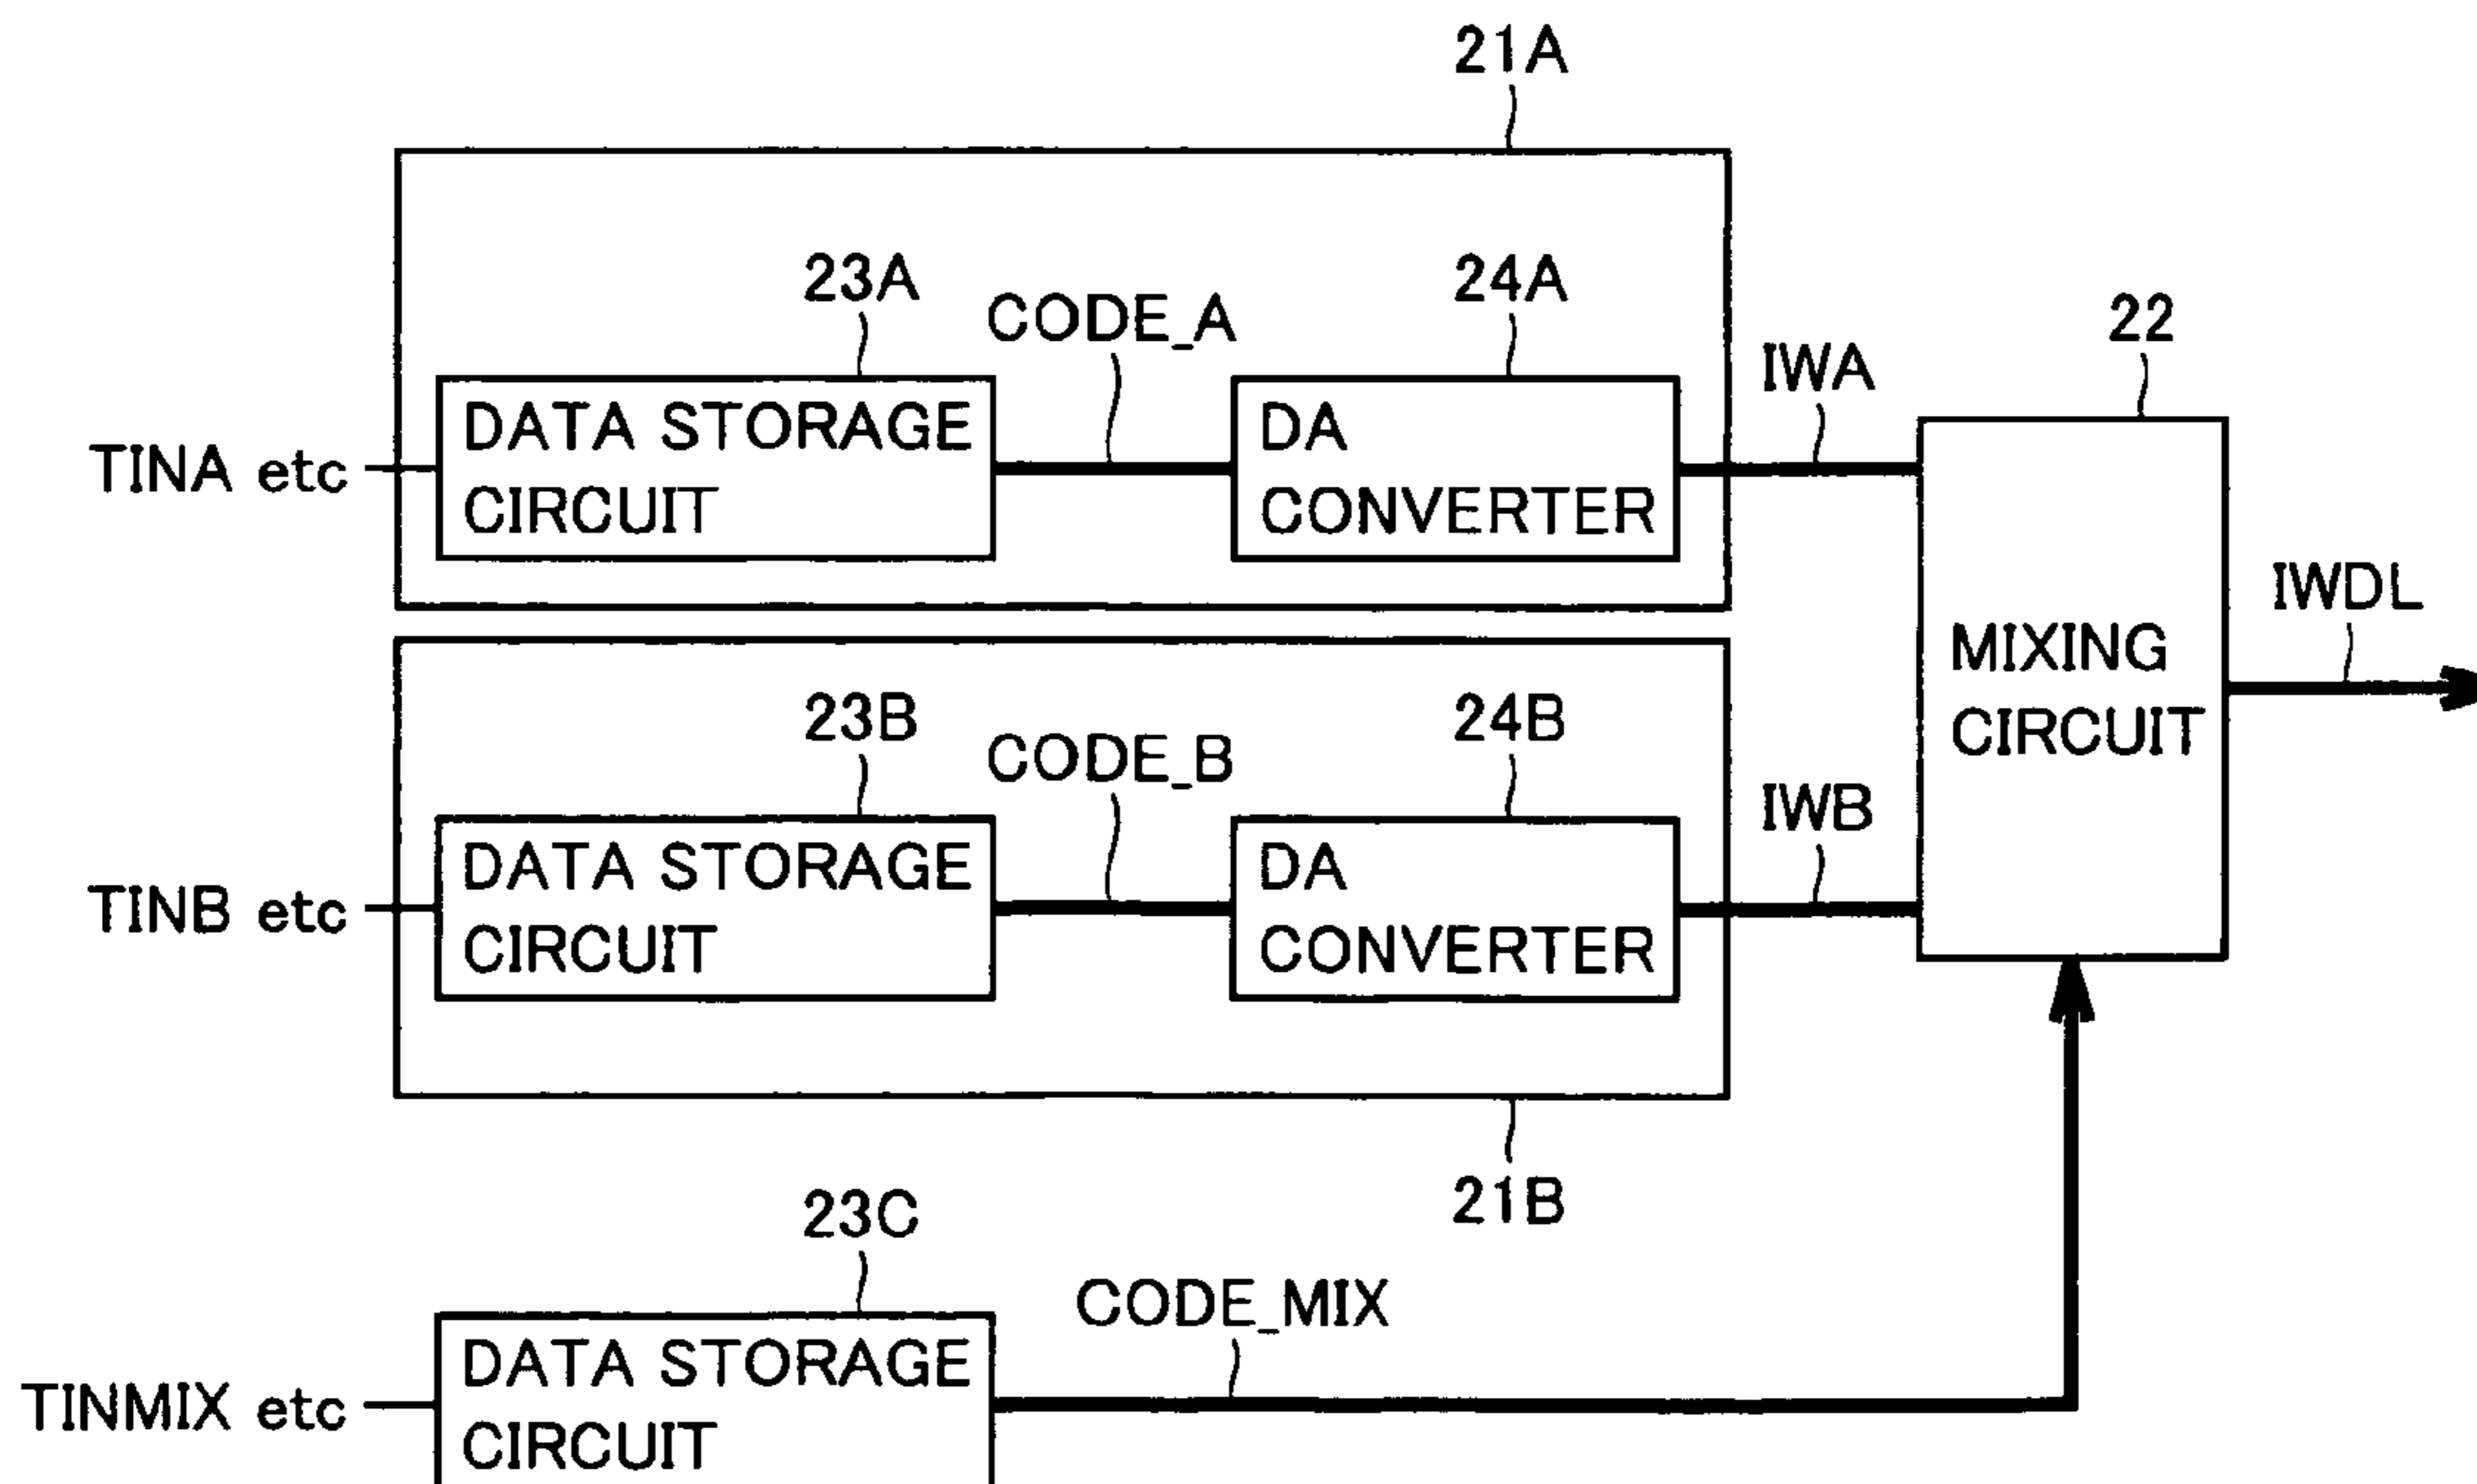 21A
23A
CODE_A
24A
22
IWA
DATA STORAGE
CIRCUIT
DA
CONVERTER
TINA etc
IWDL
MIXING
CIRCUIT
23B
CODE_B
24B
IWB
DATA STORAGE
CIRCUIT
DA
CONVERTER
TINB etc
21B
23C
CODE_MIX
DATA STORAGE
CIRCUIT
TINMIX etc